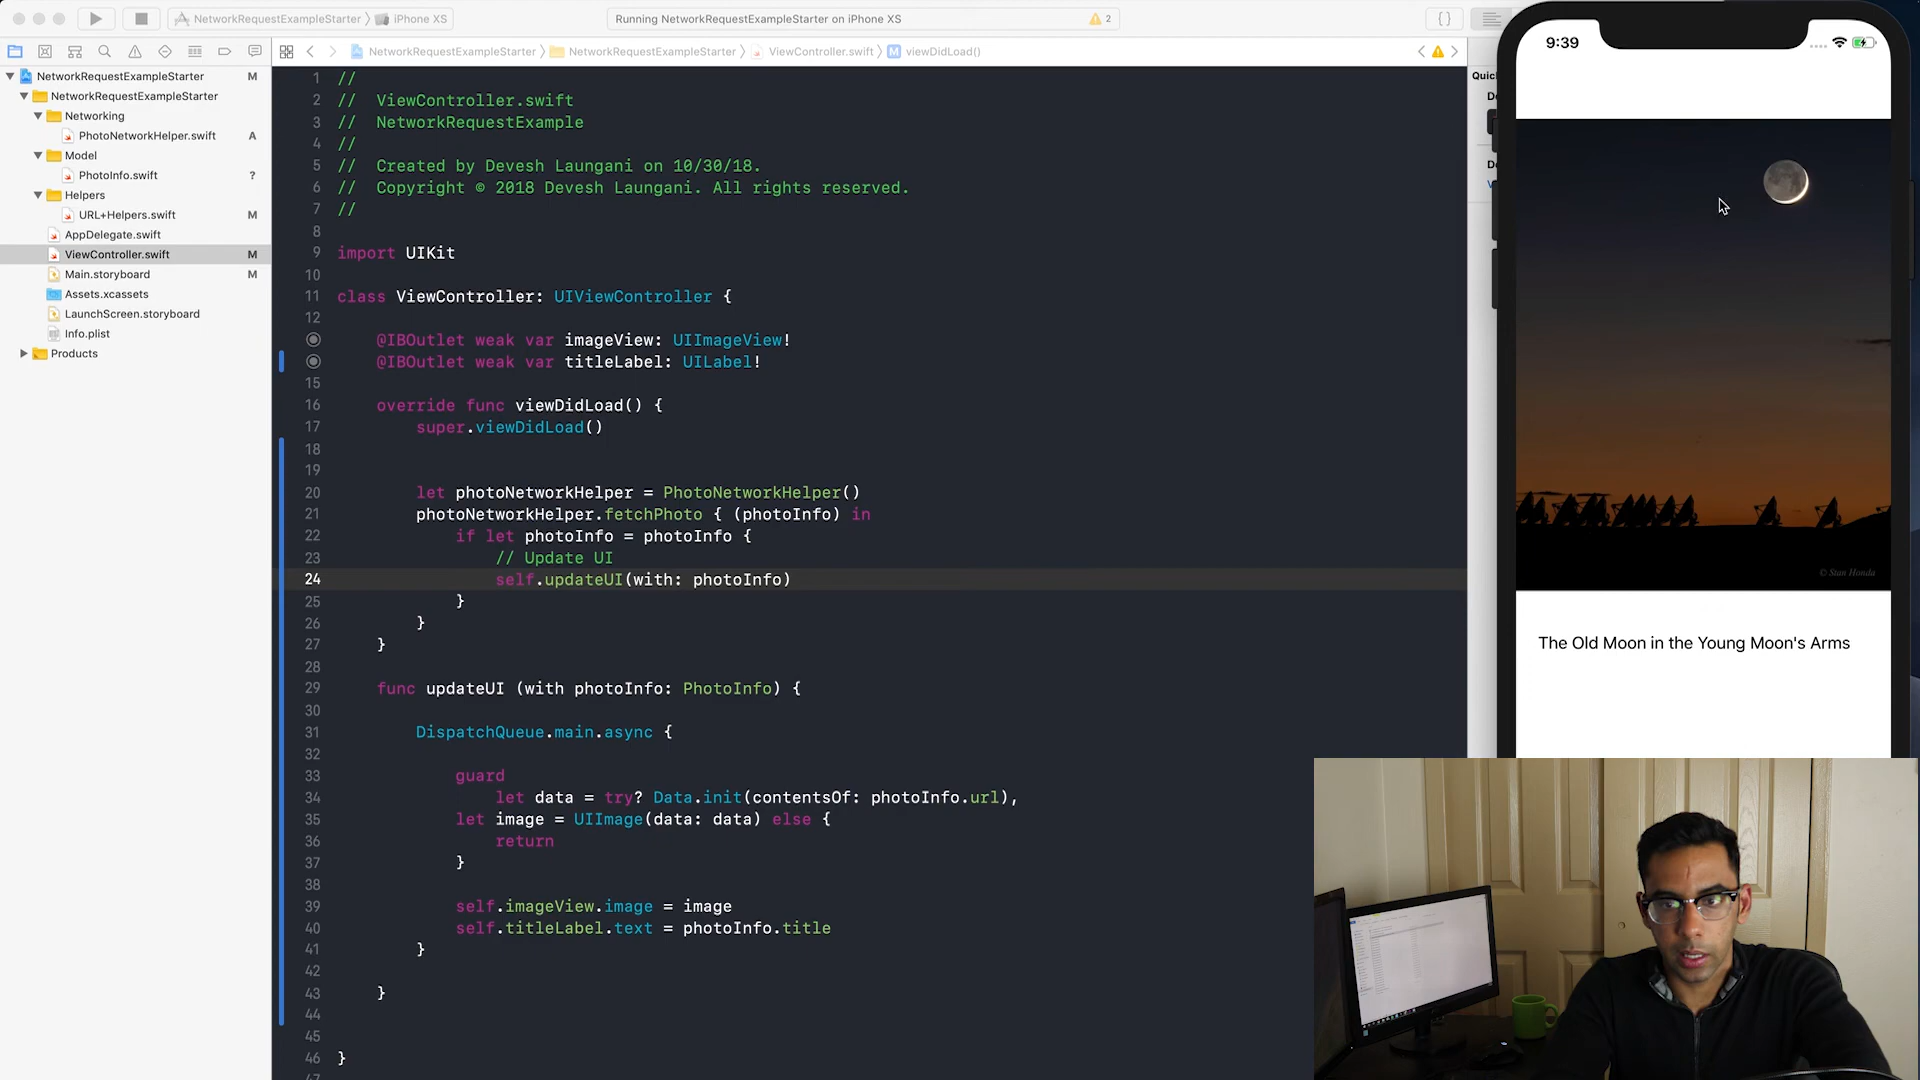 NetworkRequestExampleStarter 〉 iPhone XS
Running NetworkRequestExampleStarter on iPhone XS
2
{}
NetworkRequestExampleStarter 〉 NetworkRequestExampleStarter 〉 ViewController.swift 〉 M viewDidLoad()
NetworkRequestExampleStarter M
NetworkRequestExampleStarter
Networking
PhotoNetworkHelper.swift A
Model
PhotoInfo.swift ?
Helpers
URL+Helpers.swift M
AppDelegate.swift
ViewController.swift M
Main.storyboard M
Assets.xcassets
LaunchScreen.storyboard
Info.plist
Products
1 //
2 // ViewController.swift
3 // NetworkRequestExample
4 //
5 // Created by Devesh Laungani on 10/30/18.
6 // Copyright © 2018 Devesh Laungani. All rights reserved.
7 //
8
9 import UIKit
10
11 class ViewController: UIViewController {
12
@IBOutlet weak var imageView: UIImageView!
@IBOutlet weak var titleLabel: UILabel!
15
16 override func viewDidLoad() {
17 super.viewDidLoad()
18
19
20 let photoNetworkHelper = PhotoNetworkHelper()
21 photoNetworkHelper.fetchPhoto { (photoInfo) in
22 if let photoInfo = photoInfo {
23 // Update UI
24 self.updateUI(with: photoInfo)
25 }
26 }
27 }
28
29 func updateUI (with photoInfo: PhotoInfo) {
30
31 DispatchQueue.main.async {
32
33 guard
34 let data = try? Data.init(contentsOf: photoInfo.url),
35 let image = UIImage(data: data) else {
36 return
37 }
38
39 self.imageView.image = image
40 self.titleLabel.text = photoInfo.title
41 }
42
43 }
44
45
46 }
47
Quic
9:39
© Stan Honda
The Old Moon in the Young Moon's Arms